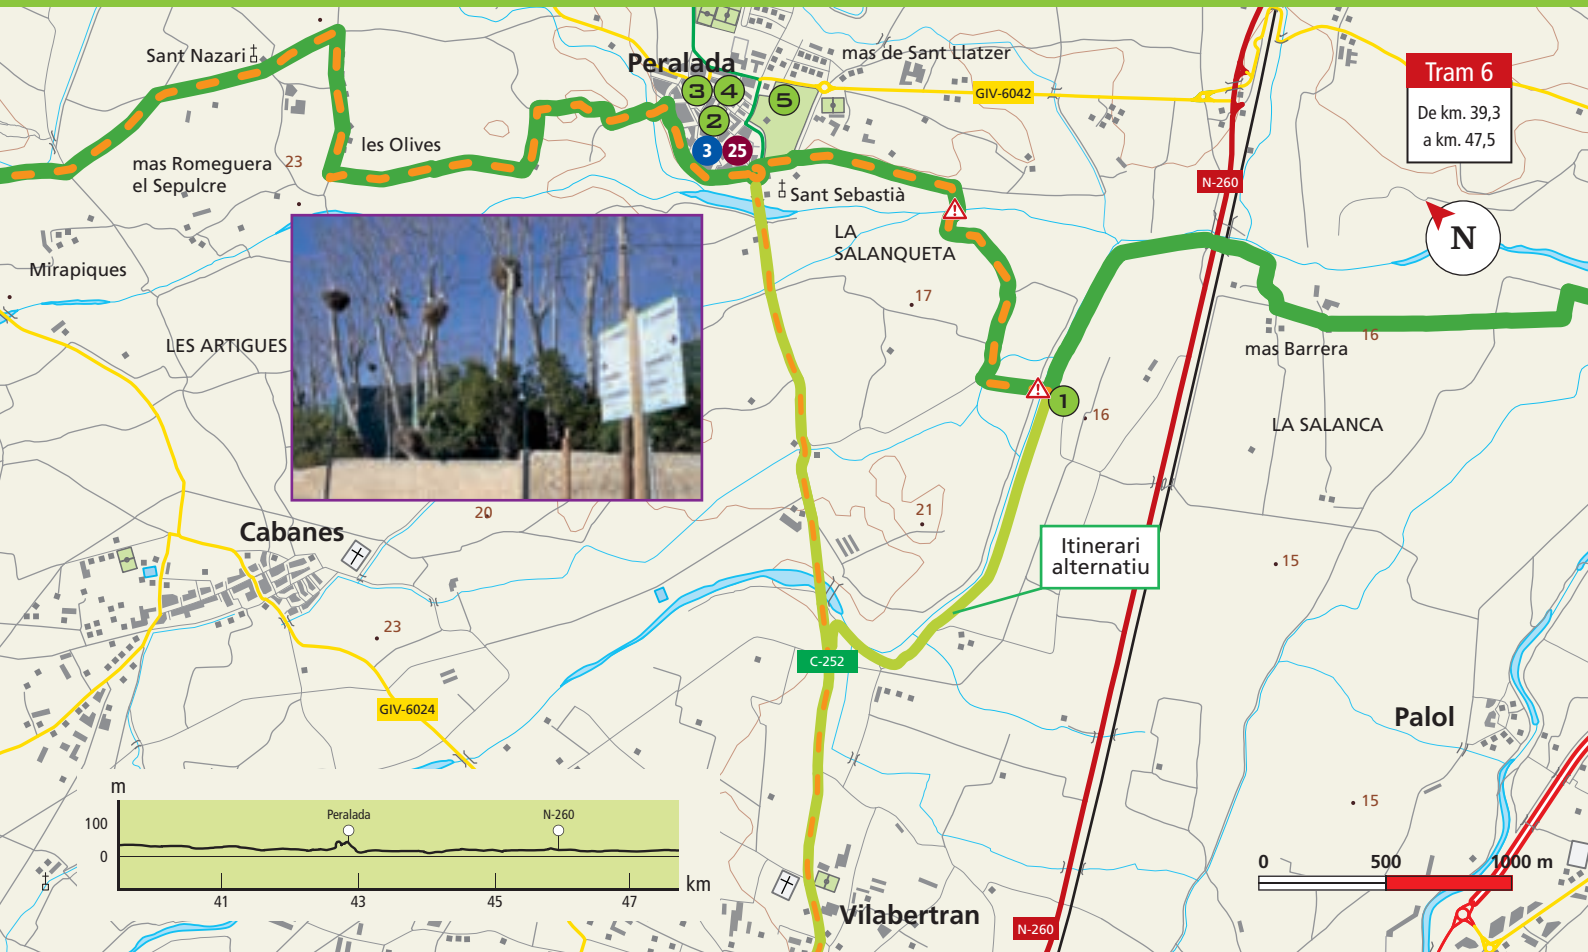 Sant Nazari
Peralada
mas de Sant Llatzer
Tram 6
De km. 39,3
a km. 47,5
GIV-6042
3
4
5
2
3
25
les Olives
mas Romeguera
el Sepulcre
23
N-260
Sant Sebastià
LA
SALANQUETA
N
Mirapiques
17
LES ARTIGUES
16
mas Barrera
1
16
LA SALANCA
20
21
Cabanes
Itinerari
alternatiu
15
23
C-252
GIV-6024
Palol
15
m
100
0
Peralada
N-260
km
41
43
45
47
0
500
1000 m
Vilabertran
N-260